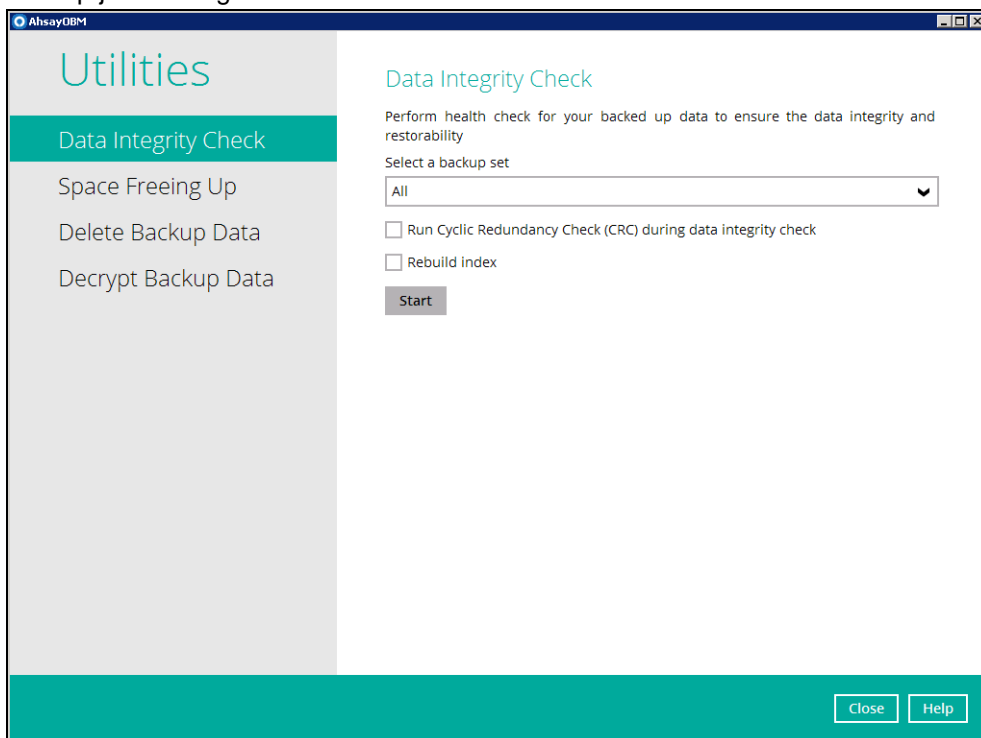 AhsayOBM
Utilities
Data Integrity Check
Space Freeing Up
Delete Backup Data
Decrypt Backup Data
Data Integrity Check
Perform health check for your backed up data to ensure the data integrity and
restorability
Select a backup set
All
Run Cyclic Redundancy Check (CRC) during data integrity check
Rebuild index
Start
Close
Help